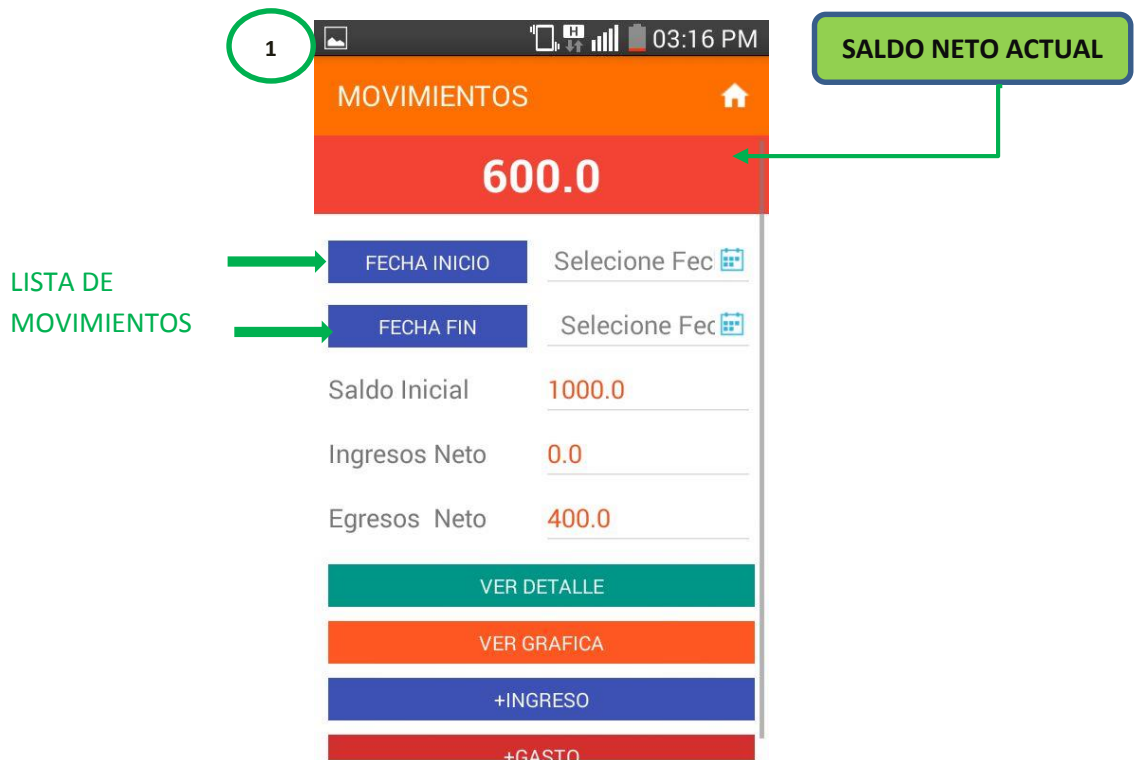 1
03:16 PM
SALDO NETO ACTUAL
MOVIMIENTOS
600.0
LISTA DE
MOVIMIENTOS
FECHA INICIO Selecione Fec
FECHA FIN Selecione Fec
Saldo Inicial 1000.0
Ingresos Neto 0.0
Egresos Neto 400.0
VER DETALLE
VER GRAFICA
+INGRESO
+GASTO